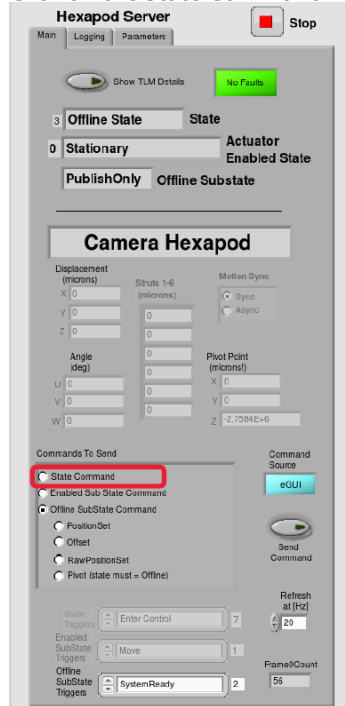 Hexapod Server
Stop
Main Logging Parameters
Show TLM Details
No Faults
3 Offline State State
0 Stationary Actuator Enabled State
PublishOnly Offline Substate
Camera Hexapod
Displacement (microns)
X 0
Y 0
Z 0
Struts 1-6 (microns)
0
0
0
0
0
0
Motion Sync
Sync
Async
Angle (deg)
U 0
V 0
W 0
Pivot Point (microns!)
X 0
Y 0
Z -2.7584E+6
Commands To Send
State Command
Enabled Sub State Command
Offline SubState Command
PositionSet
Offset
RawPositionSet
Pivot (state must = Offline)
Command Source
eGUI
Send Command
Refresh at [Hz]
20
State Triggers Enter Control 7
Enabled SubState Triggers Move 1
Offline SubState Triggers SystemReady 2
Frame0Count
56